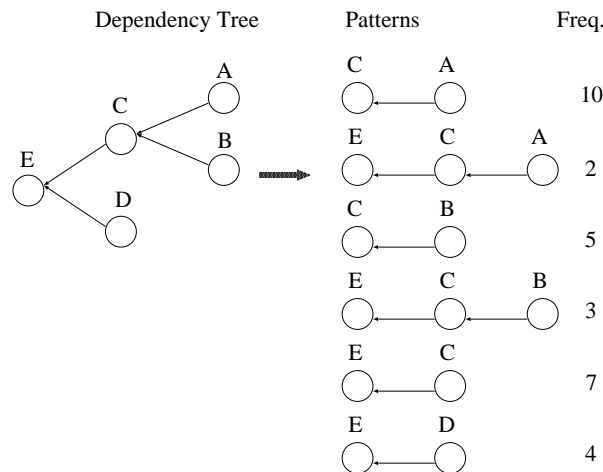 Dependency Tree Patterns Freq.
A
C
B
E
D
C A 10
E C A 2
C B 5
E C B 3
E C 7
E D 4